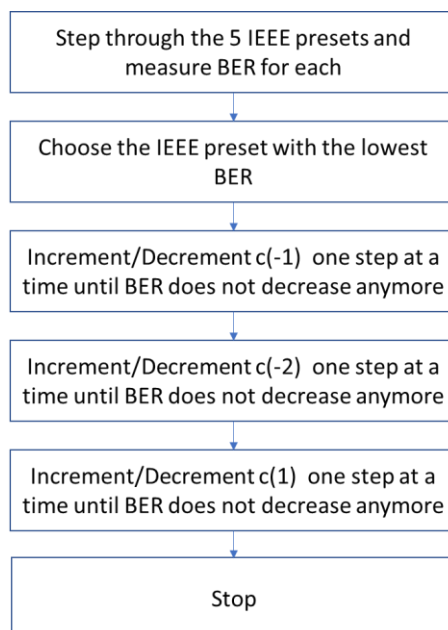 Step through the 5 IEEE presets and
measure BER for each
Choose the IEEE preset with the lowest
BER
Increment/Decrement c(-1) one step at a
time until BER does not decrease anymore
Increment/Decrement c(-2) one step at a
time until BER does not decrease anymore
Increment/Decrement c(1) one step at a
time until BER does not decrease anymore
Stop